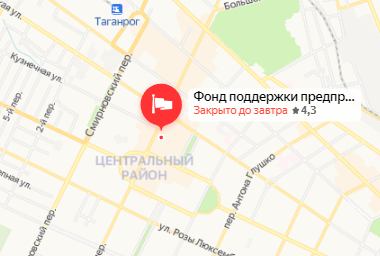 Большая
Таганрог
Кузнечная ул.
Смирновский пер.
5-й пер.
2-й пер.
Фонд поддержки предпр...
Закрыто до завтра ★4,3
ЦЕНТРАЛЬНЫЙ
РАЙОН
пер. Антона Глушко
ул. Розы Люксемб